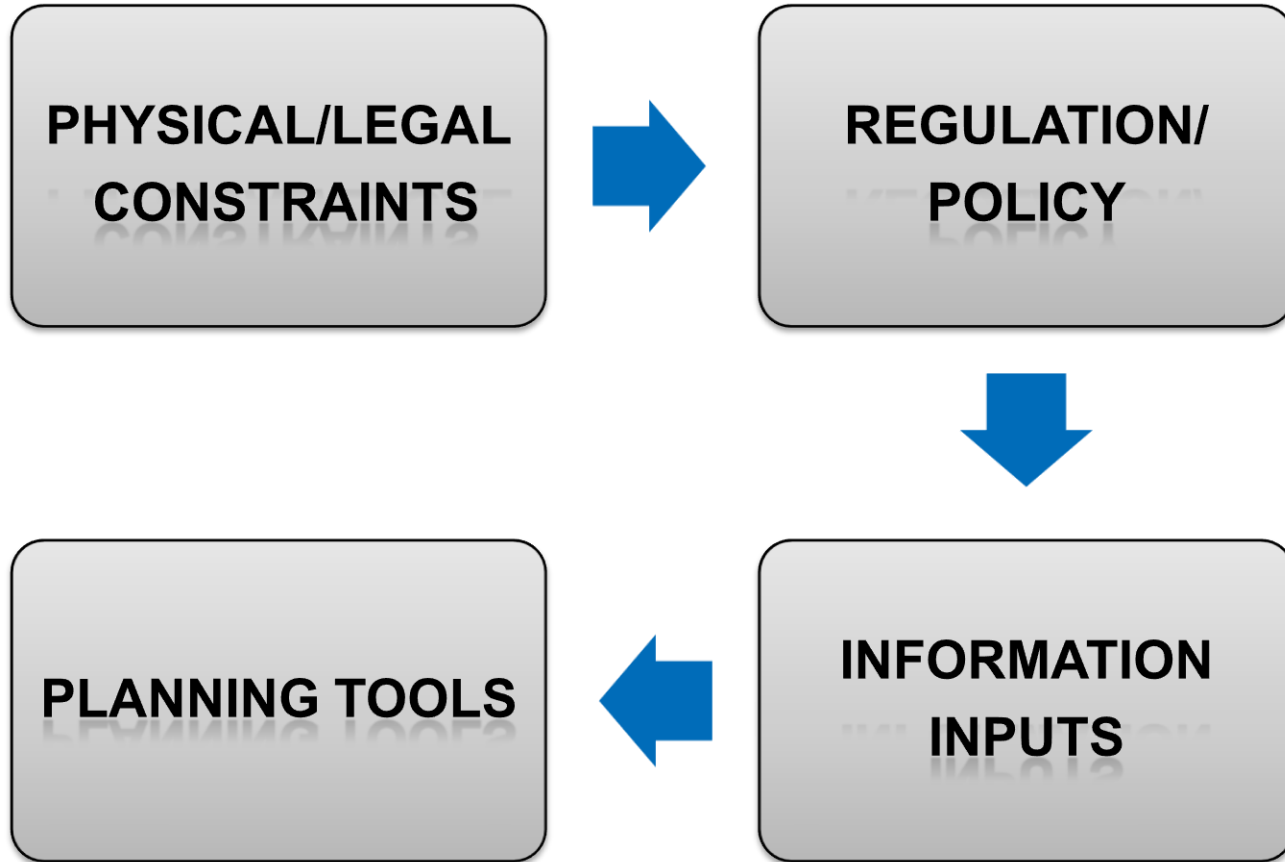 PHYSICAL/LEGAL
CONSTRAINTS
REGULATION/
POLICY
PLANNING TOOLS
INFORMATION
INPUTS